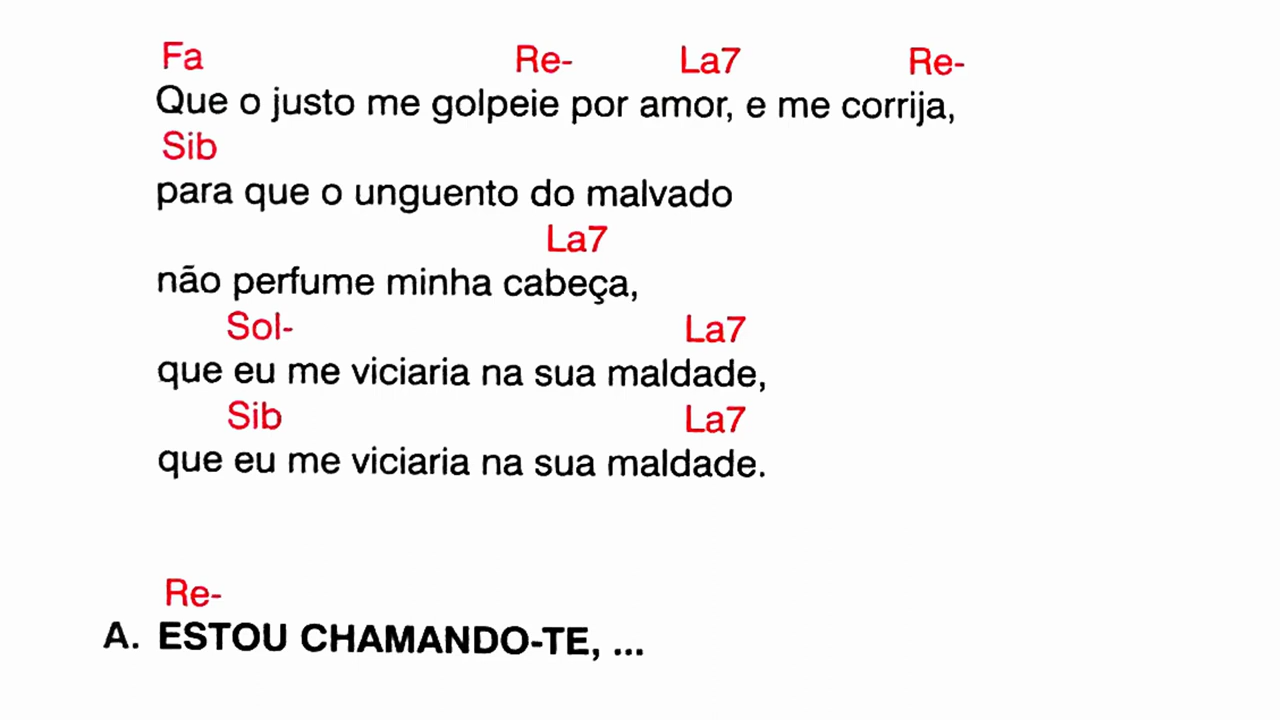 Fa Re- La7 Re-
Que o justo me golpeie por amor, e me corrija,
Sib
para que o unguento do malvado
La7
não perfume minha cabeça,
Sol- La7
que eu me viciaria na sua maldade,
Sib La7
que eu me viciaria na sua maldade.
Re-
A. ESTOU CHAMANDO-TE, ...